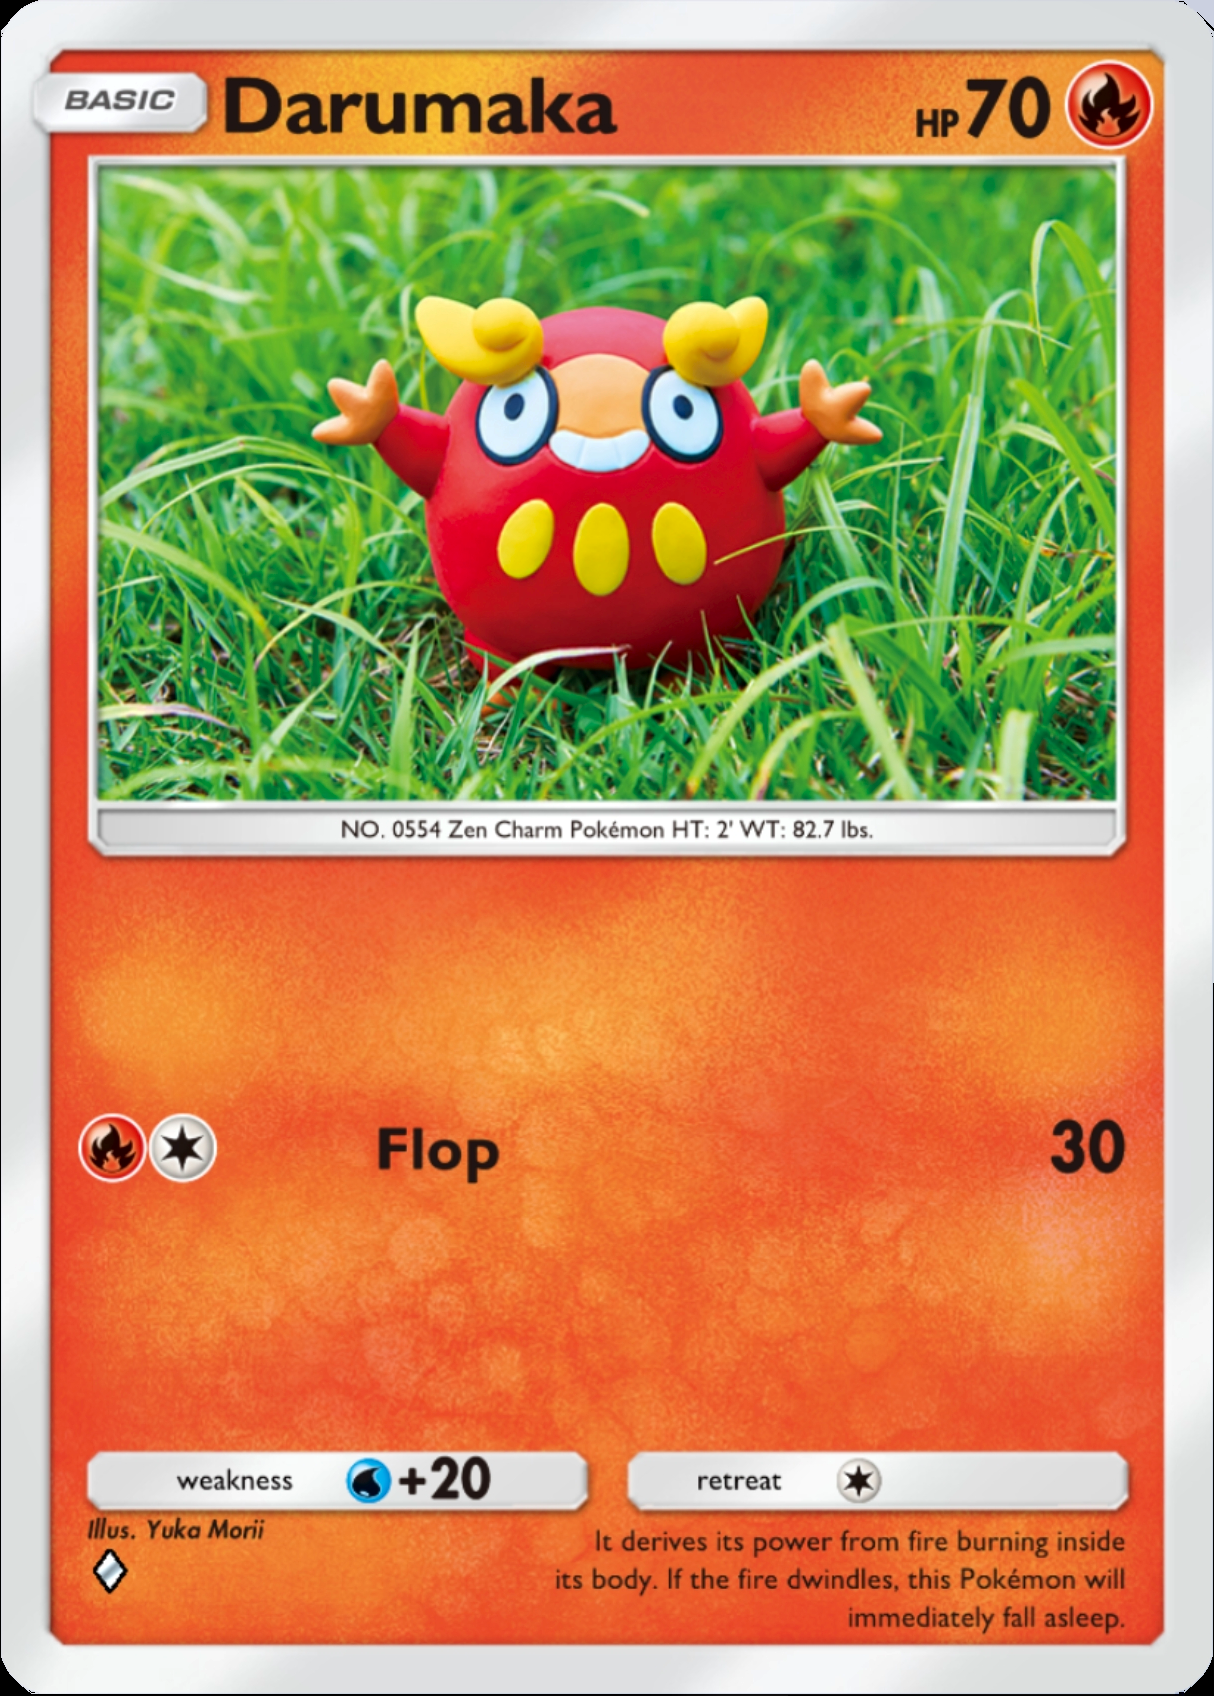 BASIC Darumaka HP 70
NO. 0554 Zen Charm Pokémon HT: 2' WT: 82.7 lbs.
Flop 30
weakness +20 retreat
Illus. Yuka Morii
It derives its power from fire burning inside
its body. If the fire dwindles, this Pokémon will
immediately fall asleep.